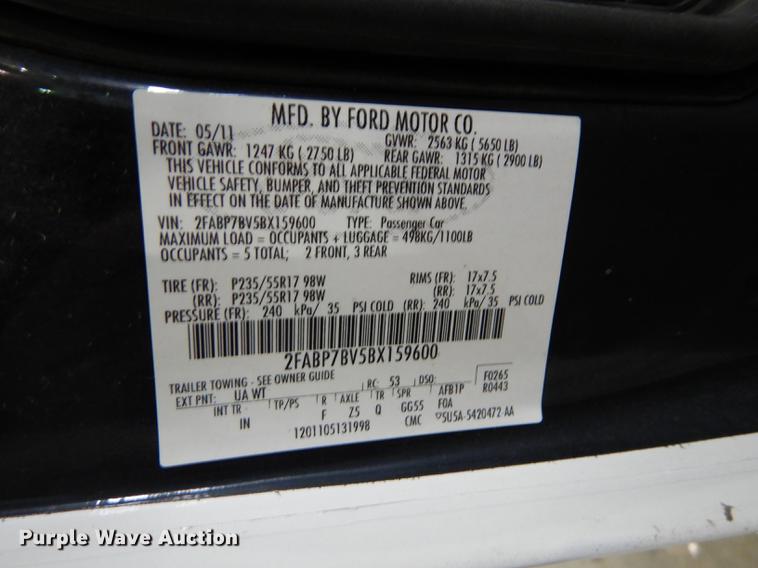 MFD. BY FORD MOTOR CO.
DATE: 05/11 GVWR: 2563 KG ( 5650 LB)
FRONT GAWR: 1247 KG ( 2750 LB) REAR GAWR: 1315 KG ( 2900 LB)
THIS VEHICLE CONFORMS TO ALL APPLICABLE FEDERAL MOTOR
VEHICLE SAFETY, BUMPER, AND THEFT PREVENTION STANDARDS
IN EFFECT ON THE DATE OF MANUFACTURE SHOWN ABOVE.
VIN: 2FABP7BV5BX159600 TYPE: Passenger Car
MAXIMUM LOAD = OCCUPANTS + LUGGAGE = 498KG/1100LB
OCCUPANTS = 5 TOTAL; 2 FRONT, 3 REAR
TIRE (FR): P235/55R17 98W RIMS (FR): 17x7.5
(RR): P235/55R17 98W (RR): 17x7.5
PRESSURE (FR): 240 kPa/ 35 PSI COLD (RR): 240 kPa/ 35 PSI COLD
2FABP7BV5BX159600
TRAILER TOWING - SEE OWNER GUIDE F0265
EXT PNT: UA WT RC: 53 DSO: R0443
INT TR TP/PS R AXLE TR SPR AFB1P
IN F Z5 Q GG55 FOA
1201105131998 CMC 5U5A-5420472-AA
Purple Wave Auction